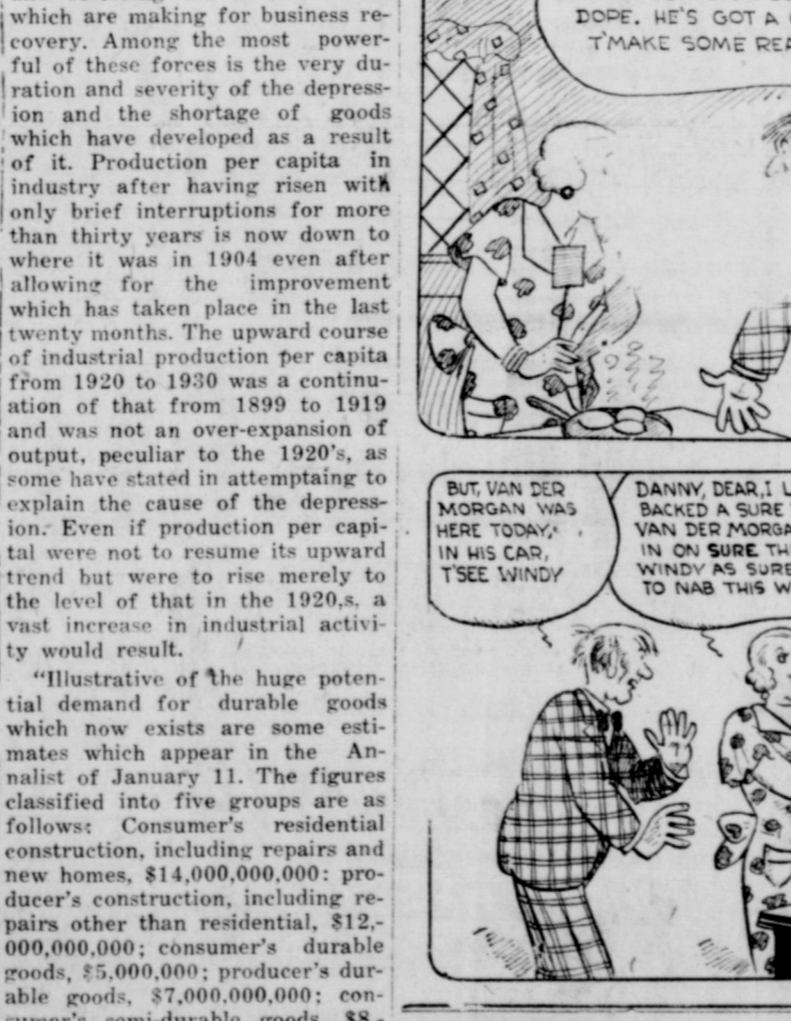 which are making for business re-
covery. Among the most power-
ful of these forces is the very du-
ration and severity of the depress-
ion and the shortage of goods
which have developed as a result
of it. Production per capita in
industry after having risen with
only brief interruptions for more
than thirty years is now down to
where it was in 1904 even after
allowing for the improvement
which has taken place in the last
twenty months. The upward course
of industrial production per capita
from 1920 to 1930 was a continu-
ation of that from 1899 to 1919
and was not an over-expansion of
output, peculiar to the 1920's, as
some have stated in attemptaing to
explain the cause of the depress-
ion. Even if production per capi-
tal were not to resume its upward
trend but were to rise merely to
the level of that in the 1920,s, a
vast increase in industrial activi-
ty would result.
"Illustrative of the huge poten-
tial demand for durable goods
which now exists are some esti-
mates which appear in the An-
nalist of January 11. The figures
classified into five groups are as
follows: Consumer's residential
construction, including repairs and
new homes, $14,000,000,000: pro-
ducer's construction, including re-
pairs other than residential, $12,-
000,000,000; consumer's durable
goods, $5,000,000; producer's dur-
able goods, $7,000,000,000; con-
sumer's semi-durable goods, $8,-
DOPE. HE'S GOT A
T'MAKE SOME REA
BUT, VAN DER
MORGAN WAS
HERE TODAY,
IN HIS CAR,
T'SEE WINDY
DANNY, DEAR, I L
BACKED A SURE
VAN DER MORGA
IN ON SURE TH
WINDY AS SURE
TO NAB THIS W